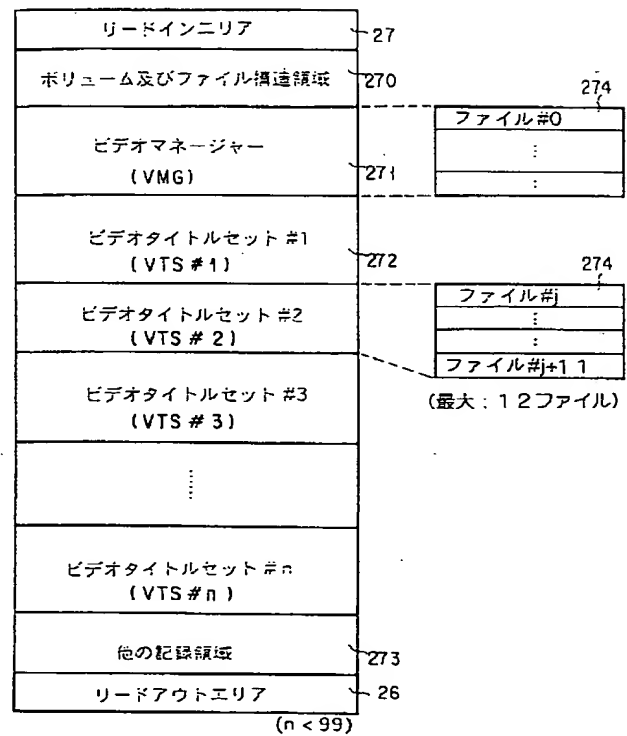 リードインエリア
27
ボリューム及びファイル構造領域
270
ビデオマネージャー
(VMG)
271
274
ファイル#0
⋮
:
ビデオタイトルセット #1
(VTS #1)
272
ビデオタイトルセット #2
(VTS # 2)
274
ファイル#j
⋮
:
ファイル#j+1 1
(最大 ; 1 2ファイル)
ビデオタイトルセット #3
(VTS # 3)
⋮
ビデオタイトルセット #n
(VTS #n )
他の記録領域
273
リードアウトエリア
26
(n < 99)